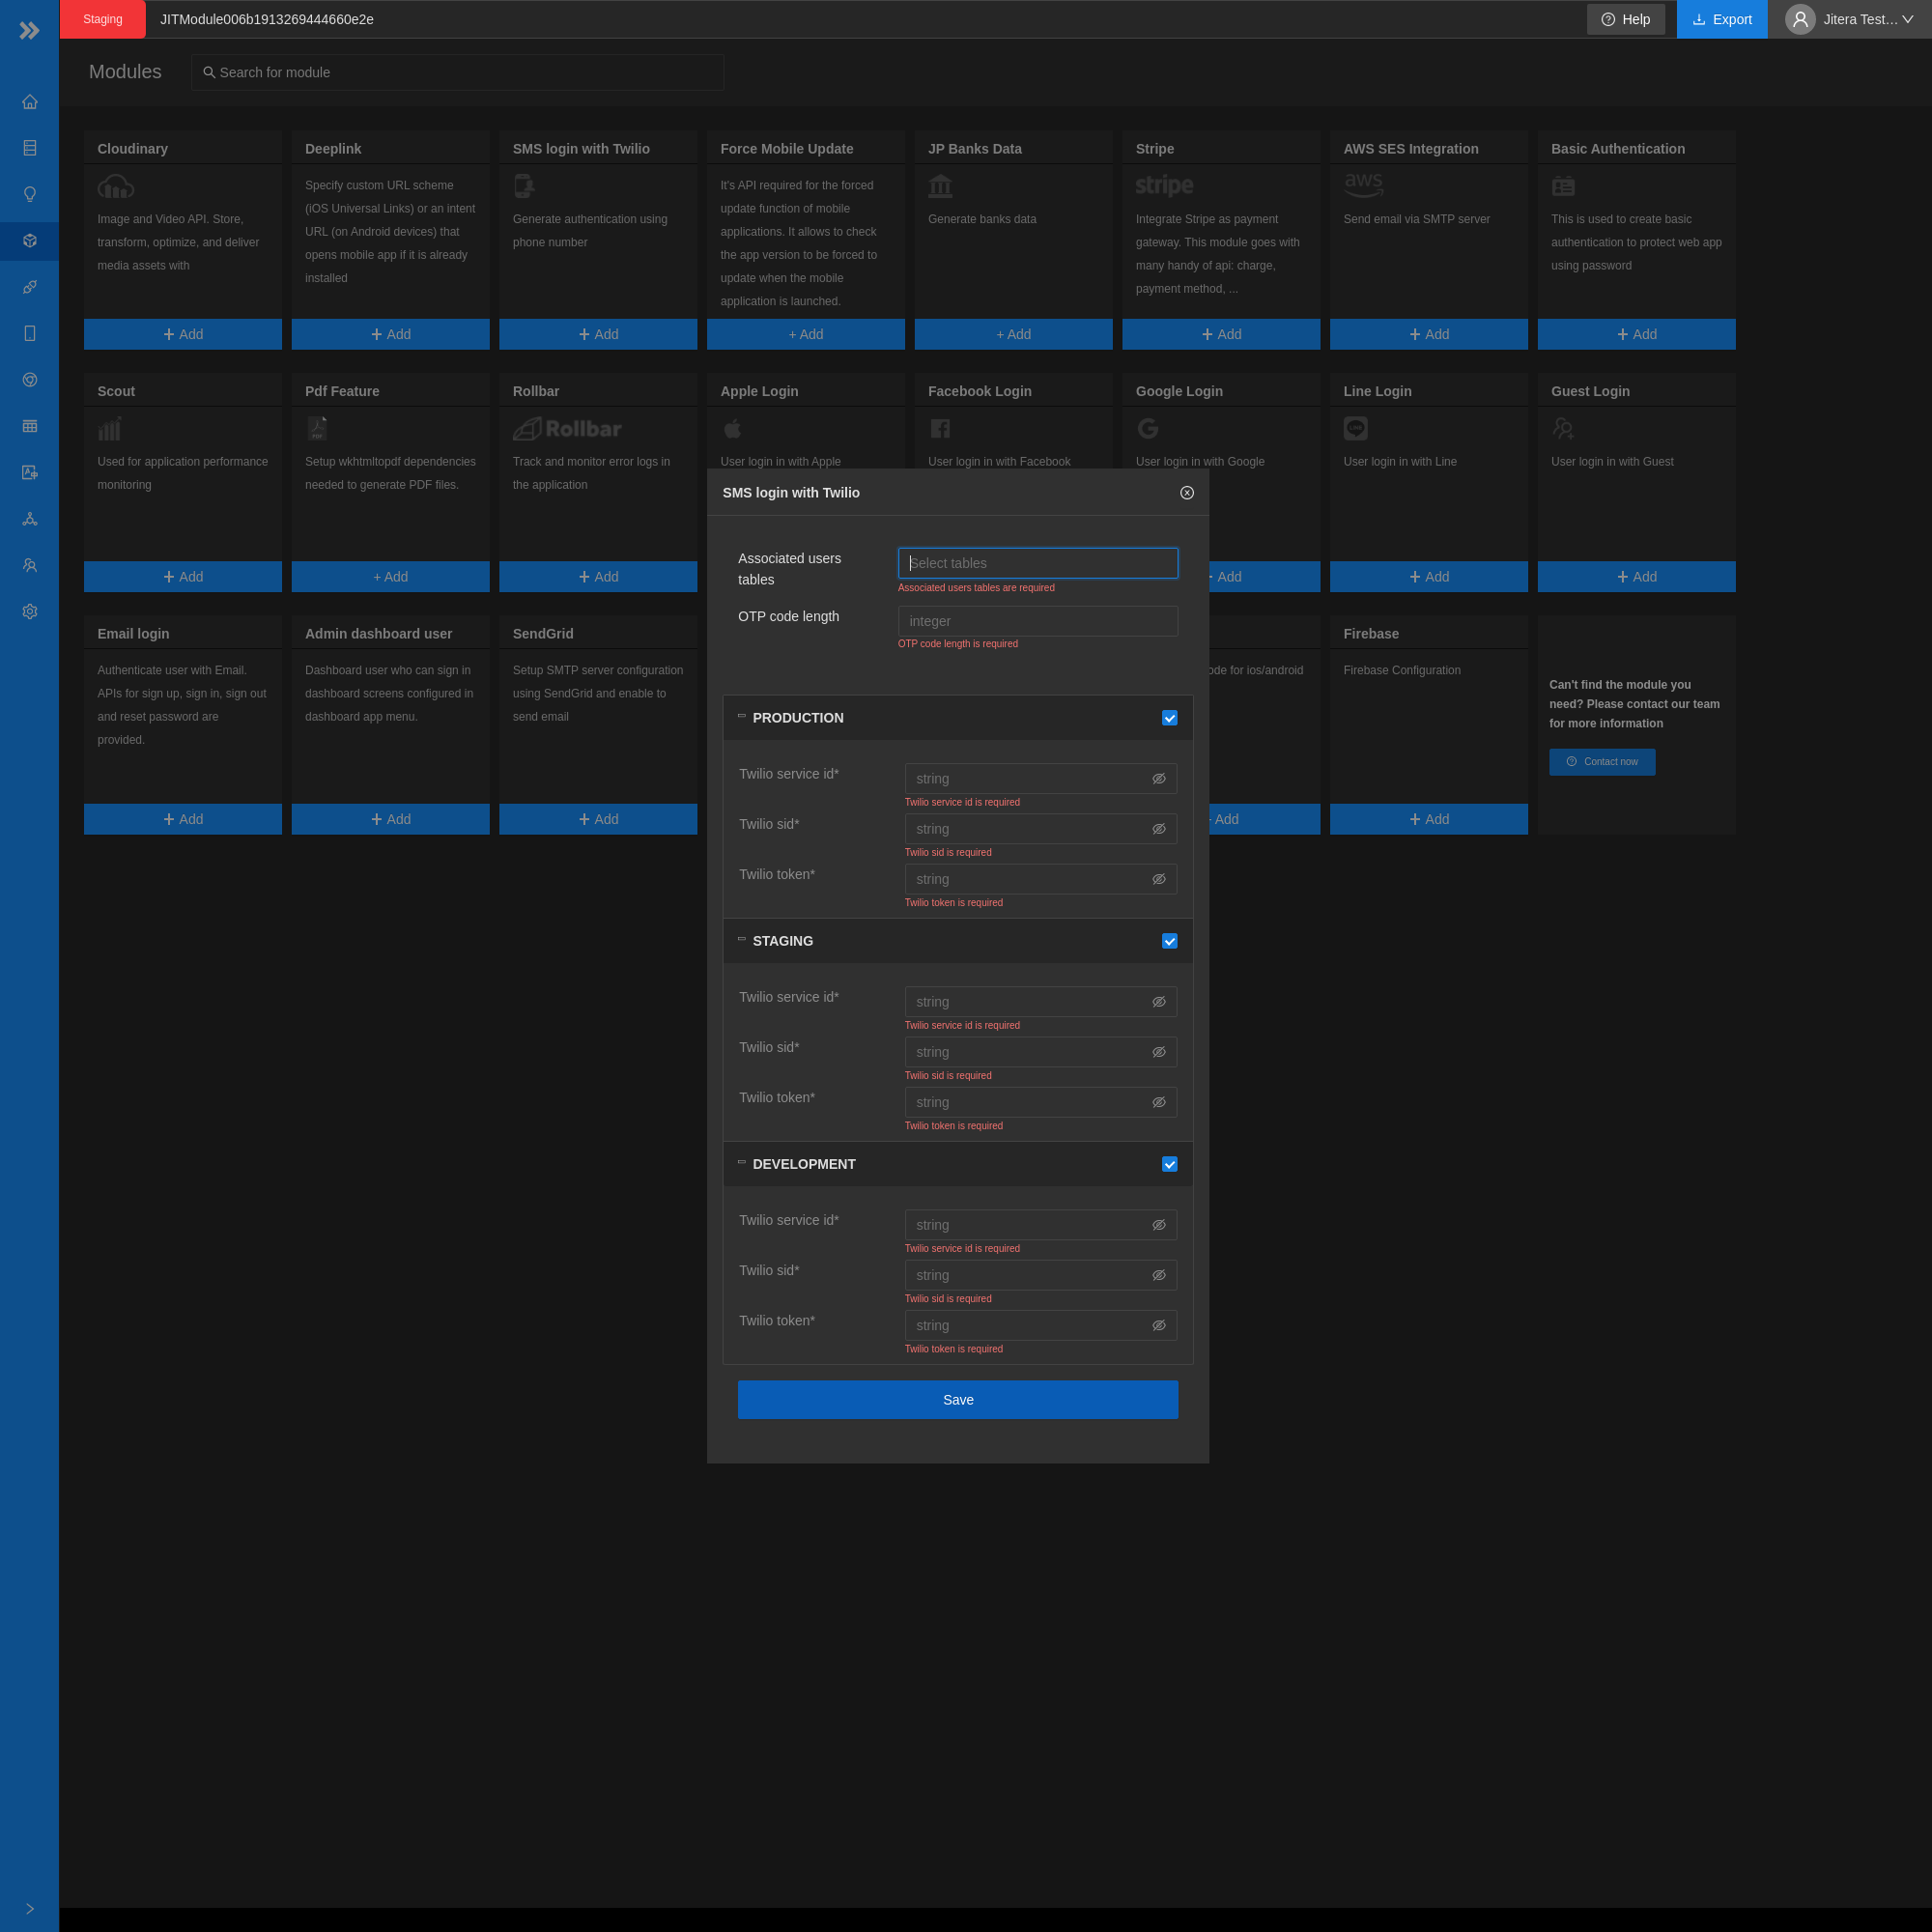 Staging
JITModule006b1913269444660e2e
Help
Export
Jitera Test...
Modules
Search for module
Cloudinary
Image and Video API. Store,
transform, optimize, and deliver
media assets with
+ Add
Deeplink
Specify custom URL scheme
(iOS Universal Links) or an intent
URL (on Android devices) that
opens mobile app if it is already
installed
+ Add
SMS login with Twilio
Generate authentication using
phone number
+ Add
Force Mobile Update
It's API required for the forced
update function of mobile
applications. It allows to check
the app version to be forced to
update when the mobile
application is launched.
+ Add
JP Banks Data
Generate banks data
+ Add
Stripe
stripe
Integrate Stripe as payment
gateway. This module goes with
many handy of api: charge,
payment method, ...
+ Add
AWS SES Integration
aws
Send email via SMTP server
+ Add
Basic Authentication
This is used to create basic
authentication to protect web app
using password
+ Add
Scout
Used for application performance
monitoring
+ Add
Pdf Feature
PDF
Setup wkhtmltopdf dependencies
needed to generate PDF files.
+ Add
Rollbar
Rollbar
Track and monitor error logs in
the application
+ Add
Apple Login
User login in with Apple
Facebook Login
User login in with Facebook
Google Login
User login in with Google
Add
Line Login
LINE
User login in with Line
+ Add
Guest Login
User login in with Guest
+ Add
Email login
Authenticate user with Email.
APIs for sign up, sign in, sign out
and reset password are
provided.
+ Add
Admin dashboard user
Dashboard user who can sign in
dashboard screens configured in
dashboard app menu.
+ Add
SendGrid
Setup SMTP server configuration
using SendGrid and enable to
send email
+ Add
for ios/android
Add
Firebase
Firebase Configuration
+ Add
Can't find the module you
need? Please contact our team
for more information
Contact now
SMS login with Twilio
Associated users
tables
Select tables
Associated users tables are required
OTP code length
integer
OTP code length is required
PRODUCTION
Twilio service id*
string
Twilio service id is required
Twilio sid*
string
Twilio sid is required
Twilio token*
string
Twilio token is required
STAGING
Twilio service id*
string
Twilio service id is required
Twilio sid*
string
Twilio sid is required
Twilio token*
string
Twilio token is required
DEVELOPMENT
Twilio service id*
string
Twilio service id is required
Twilio sid*
string
Twilio sid is required
Twilio token*
string
Twilio token is required
Save